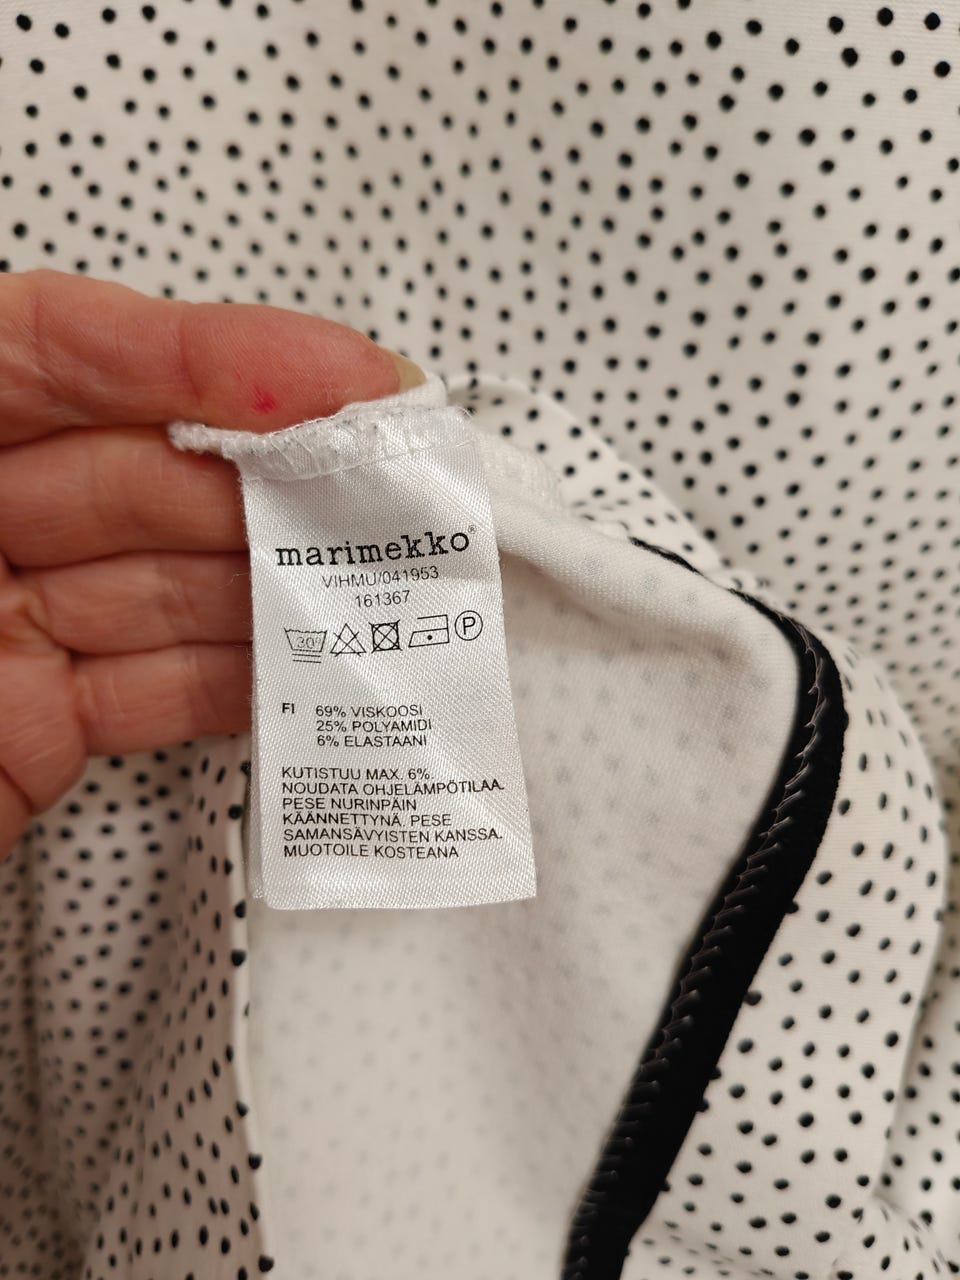 marimekko®
VIHMU/041953
161367
30° P
FI 69% VISKOOSI
25% POLYAMIDI
6% ELASTAANI
KUTISTUU MAX. 6%.
NOUDATA OHJELÄMPÖTILAA.
PESE NURINPÄIN
KÄÄNNETTYNÄ. PESE
SAMANSÄVYISTEN KANSSA.
MUOTOILE KOSTEANA